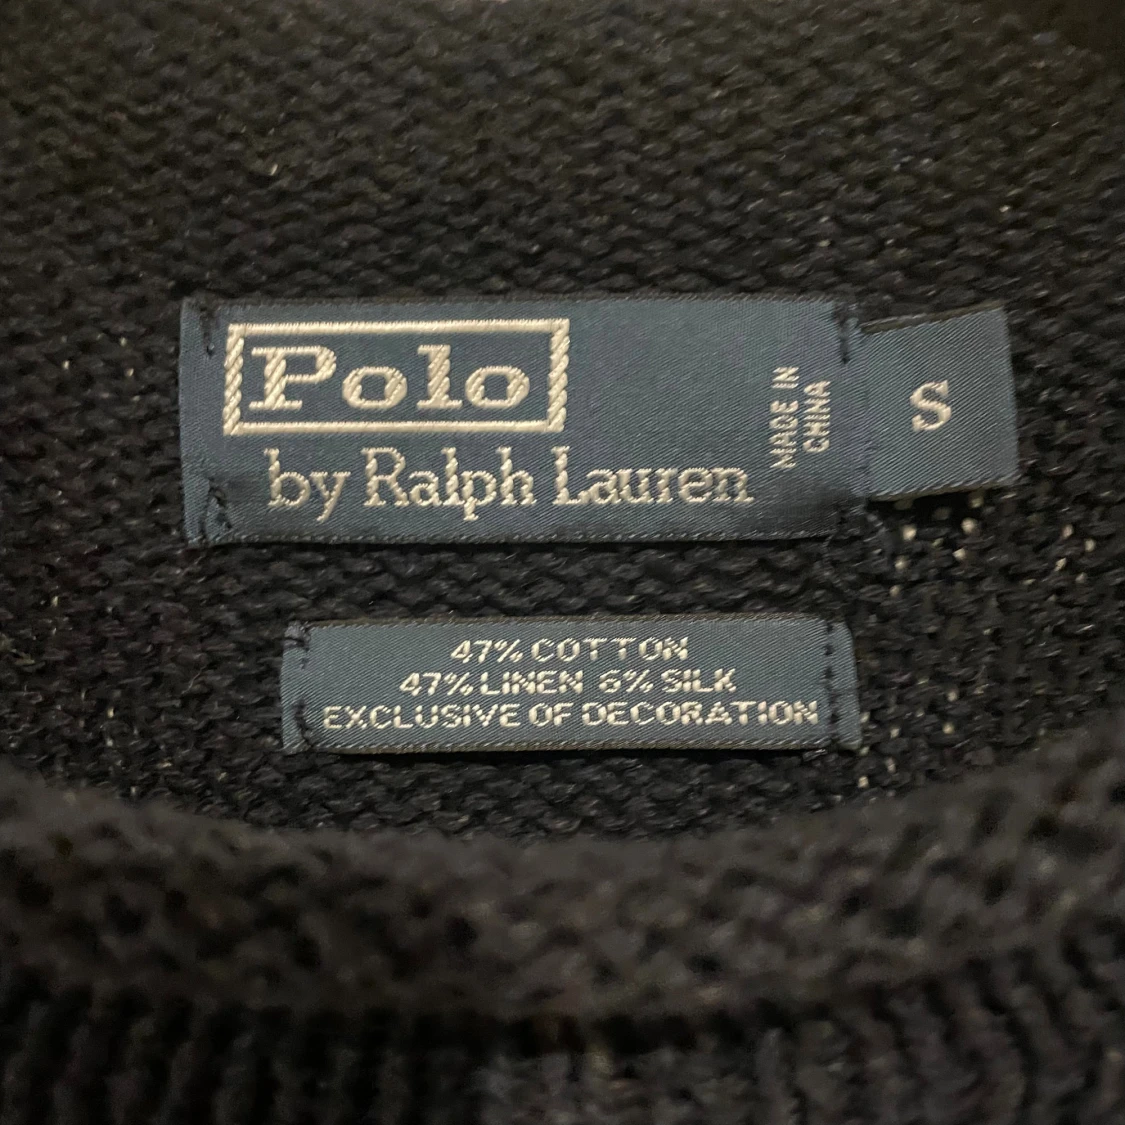 Polo
by Ralph Lauren
MADE IN
CHINA
S
47% COTTON
47% LINEN 6% SILK
EXCLUSIVE OF DECORATION